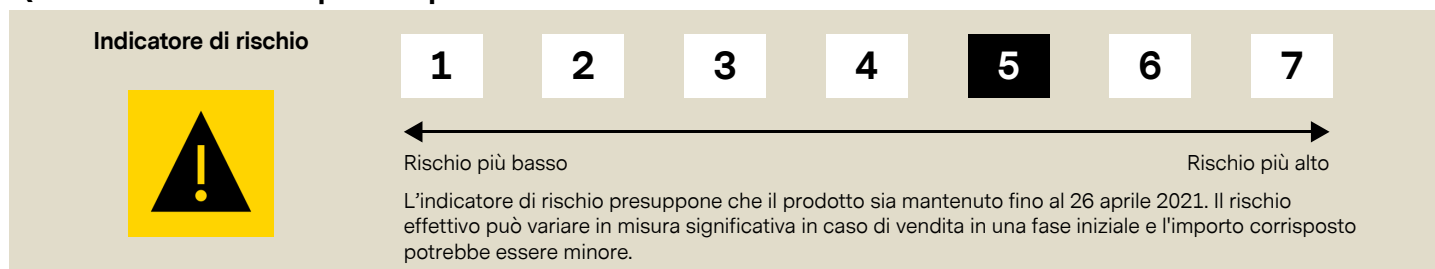 Indicatore di rischio
1 2 3 4 5 6 7
Rischio più basso Rischio più alto
L'indicatore di rischio presuppone che il prodotto sia mantenuto fino al 26 aprile 2021. Il rischio
effettivo può variare in misura significativa in caso di vendita in una fase iniziale e l'importo corrisposto
potrebbe essere minore.